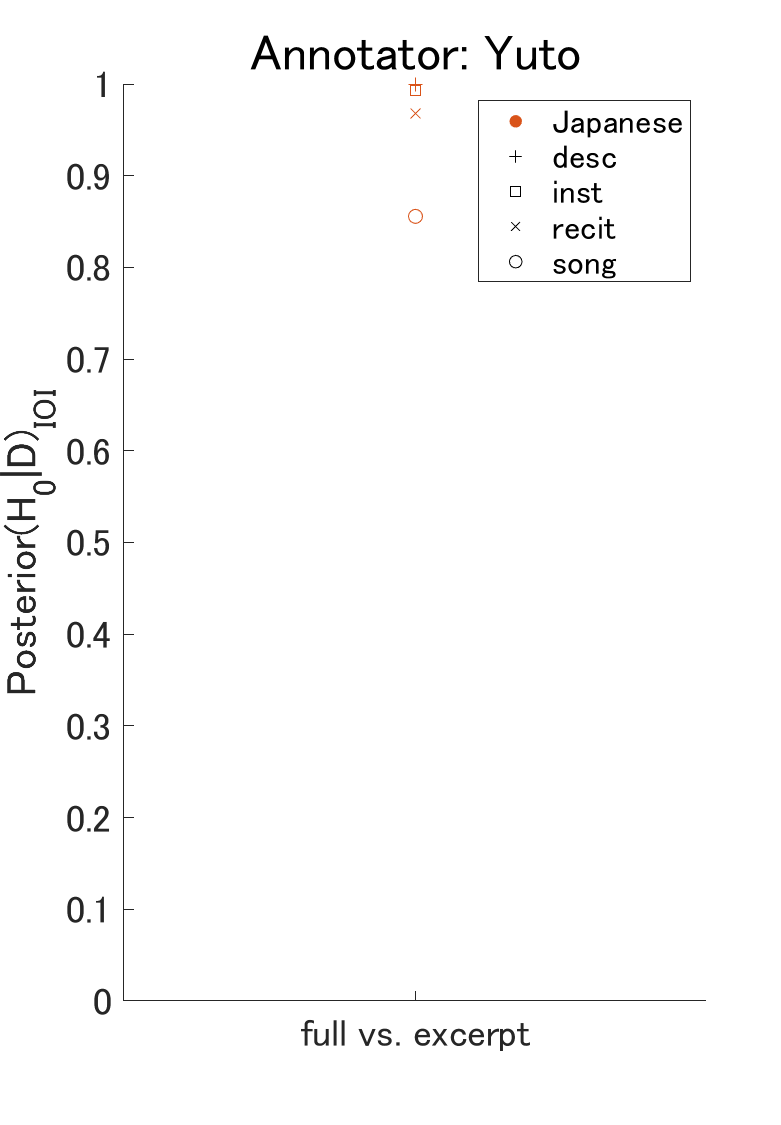 Annotator: Yuto
1
0.9
0.8
0.7
0.6
0.5
0.4
0.3
0.2
0.1
0
Posterior(H0|D)IOI
Japanese
desc
inst
recit
song
full vs. excerpt